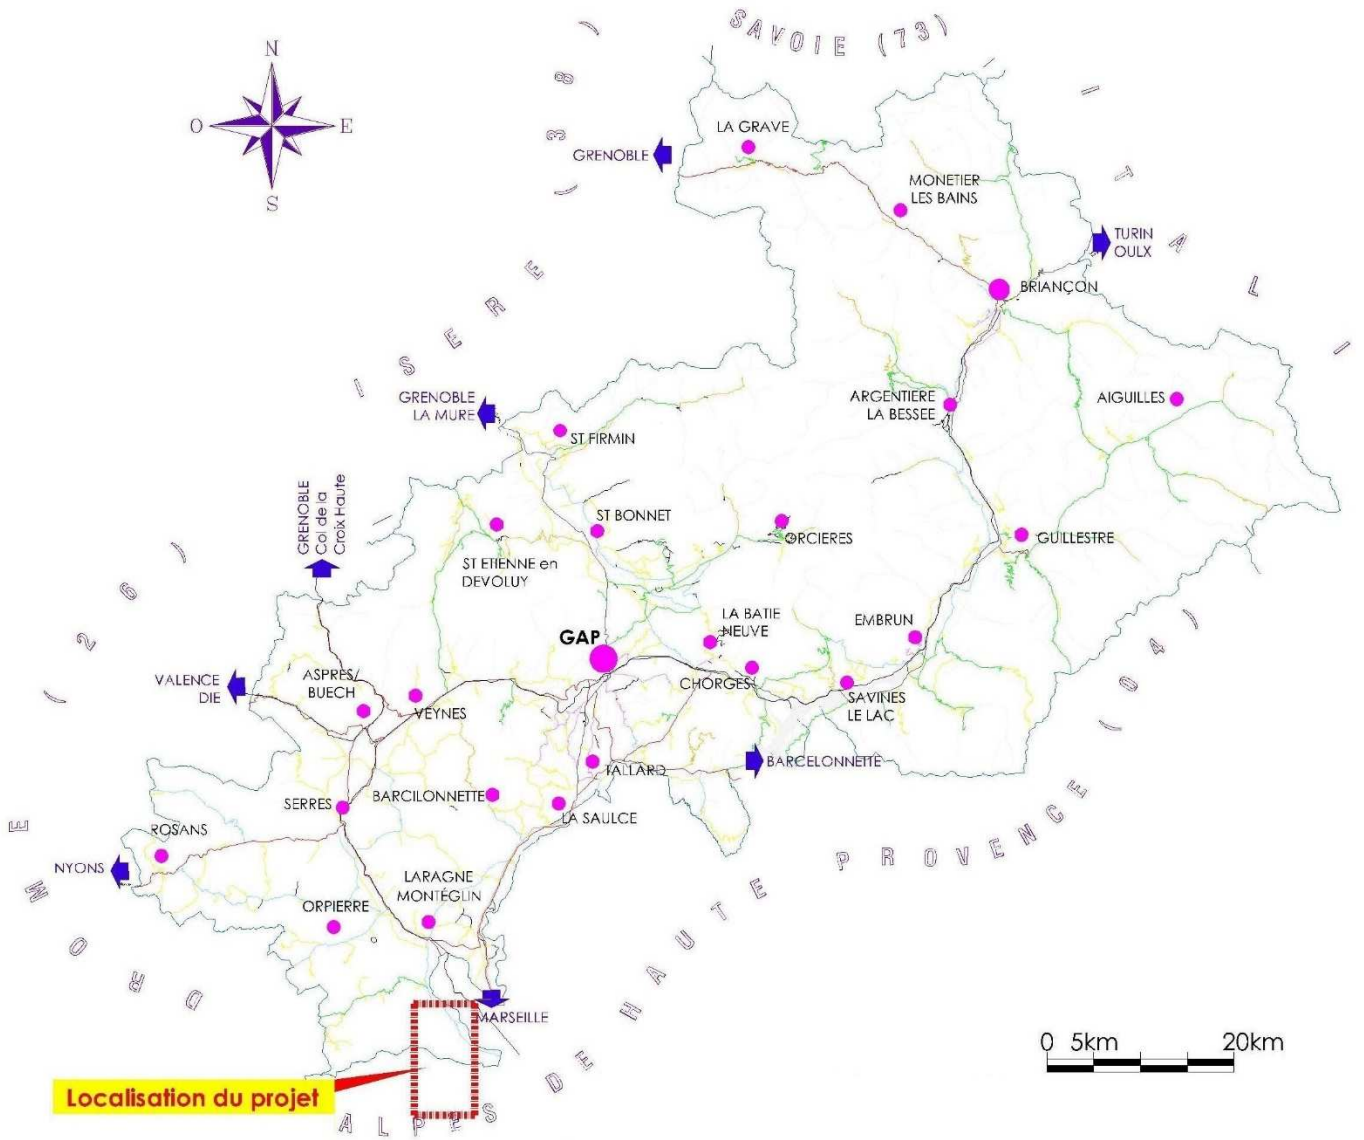 SAVOIE (73)
ISERE (38)
ITALI
N
O
E
S
LA GRAVE
GRENOBLE
MONETIER
LES BAINS
TURIN
OULX
BRIANÇON
GRENOBLE
LA MURE
ARGENTIERE
LA BESSEE
AIGUILLES
ST FIRMIN
GRENOBLE
Col de la
Croix Haute
ST BONNET
ORCIERES
GUILLESTRE
ST ETIENNE en
DEVOLUY
LA BATIE
NEUVE
EMBRUN
GAP
VALENCE
DIE
ASPRES/
BUECH
VEYNES
CHORGES
SAVINES
LE LAC
BARCELONNETTE
TALLARD
SERRES
BARCILONNETTE
LA SAULCE
ROSANS
NYONS
LARAGNE
MONTÉGLIN
ORPIERRE
MARSEILLE
DROME (26)
ALPES DE HAUTE PROVENCE (04)
0 5km 20km
Localisation du projet